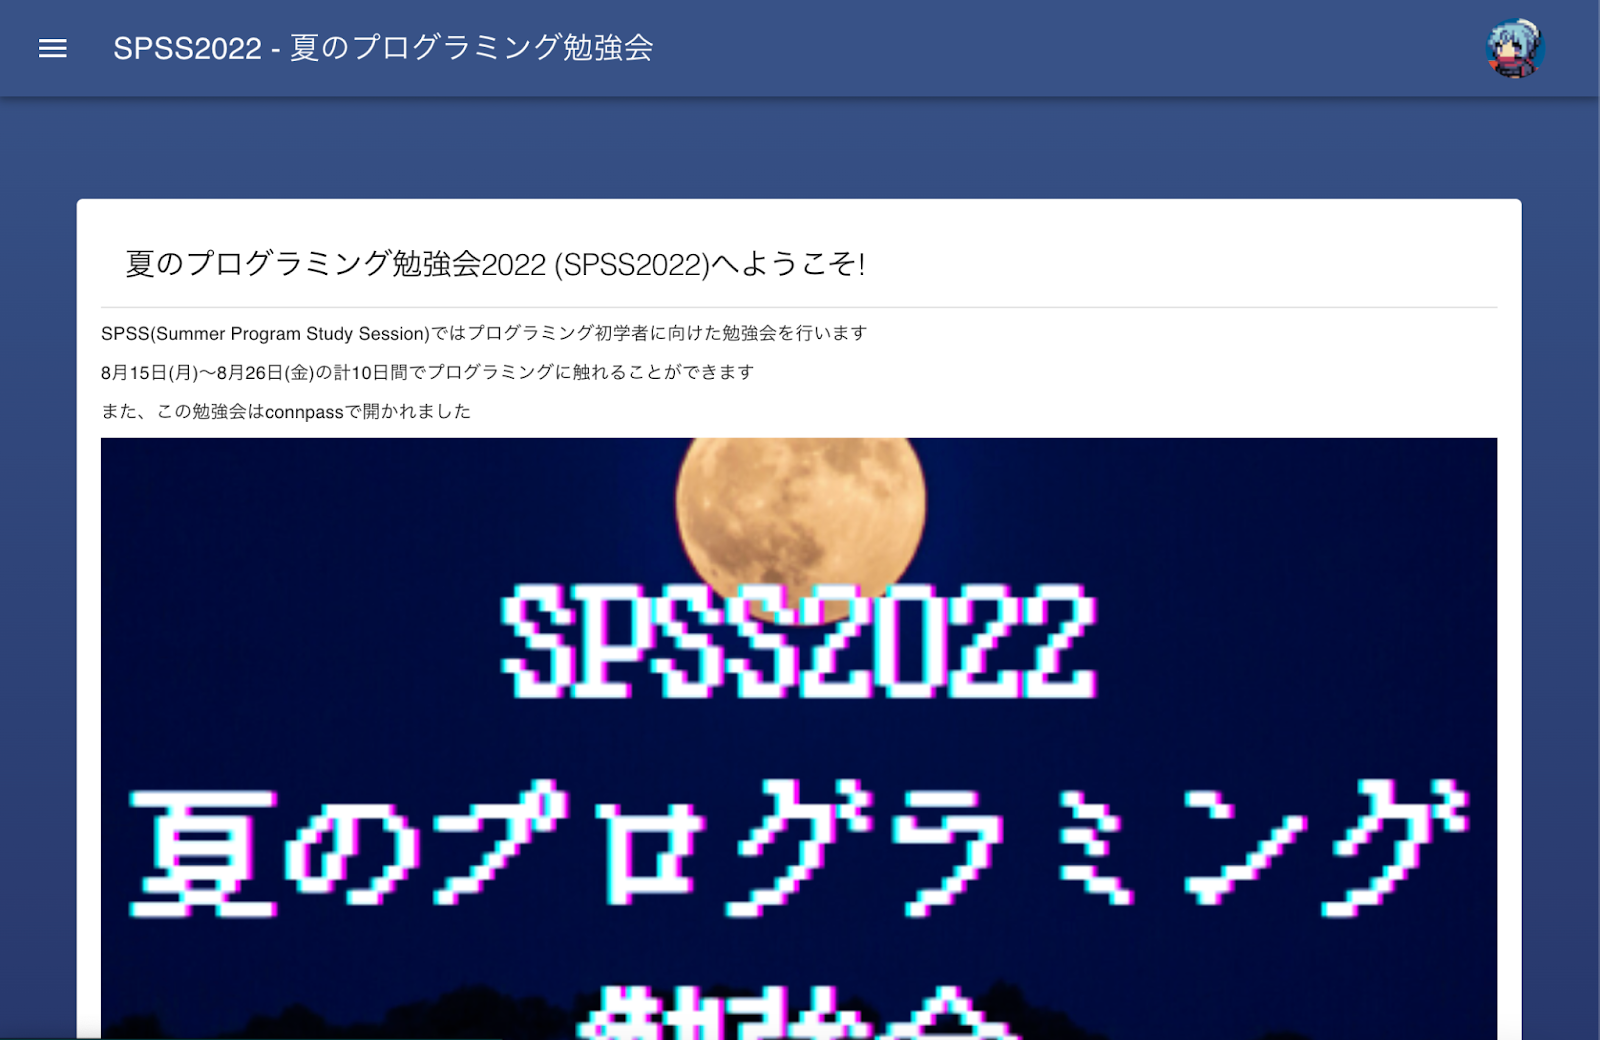 SPSS2022 - 夏のプログラミング勉強会
夏のプログラミング勉強会2022 (SPSS2022)へようこそ!
SPSS(Summer Program Study Session)ではプログラミング初学者に向けた勉強会を行います
8月15日(月)〜8月26日(金)の計10日間でプログラミングに触れることができます
また、この勉強会はconnpassで開かれました
SPSS2022
夏のプログラミング
勉強会